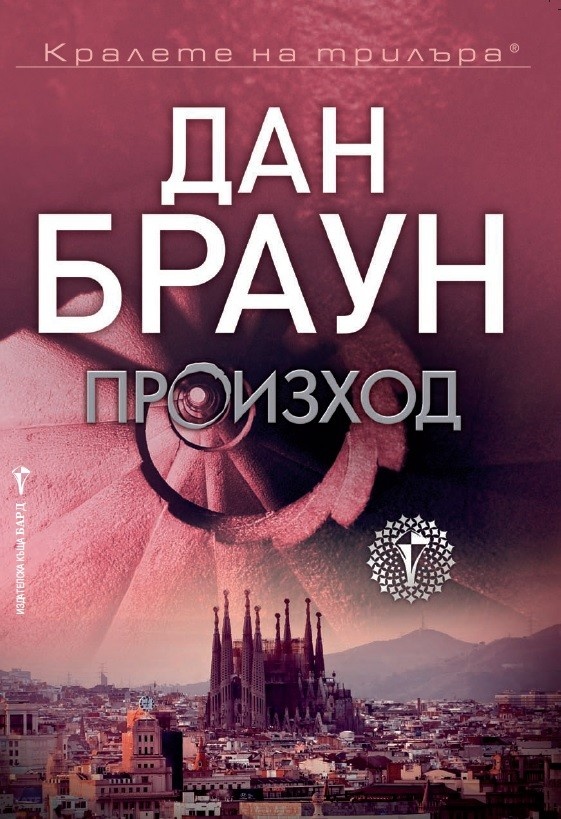 Кралете на трилъра®
ДАН
БРАУН
ПРОИЗХОД
ИЗДАТЕЛСКА КЪЩА БАРД